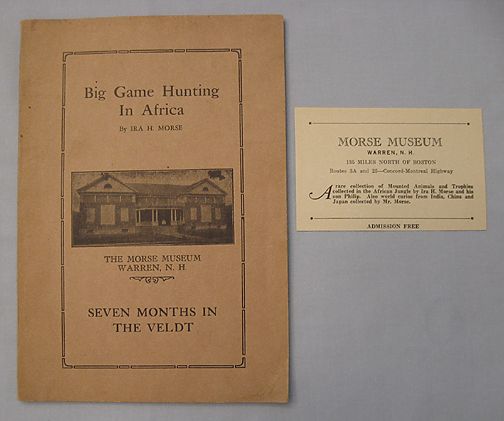 Big Game Hunting
In Africa
By IRA H. MORSE
THE MORSE MUSEUM
WARREN, N. H
SEVEN MONTHS IN
THE VELDT
MORSE MUSEUM
WARREN, N. H.
135 MILES NORTH OF BOSTON
Routes 3A and 25—Concord-Montreal Highway
A rare collection of Mounted Animals and Trophies
collected in the African Jungle by Ira H. Morse and his
son Philip. Also world curios from India, China and
Japan collected by Mr. Morse.
ADMISSION FREE